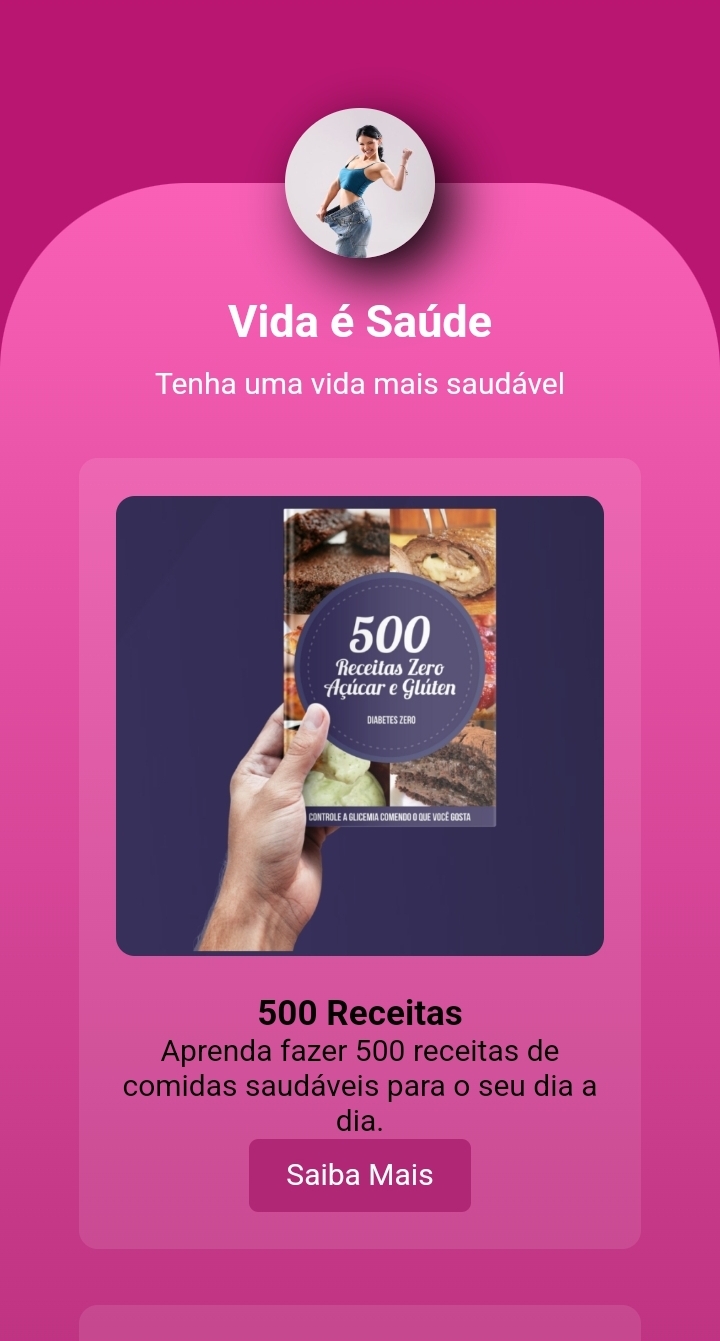 Vida é Saúde
Tenha uma vida mais saudável
500
Receitas Zero
Açúcar e Glúten
DIABETES ZERO
CONTROLE A GLICEMIA COMENDO O QUE VOCÊ GOSTA
500 Receitas
Aprenda fazer 500 receitas de
comidas saudáveis para o seu dia a
dia.
Saiba Mais